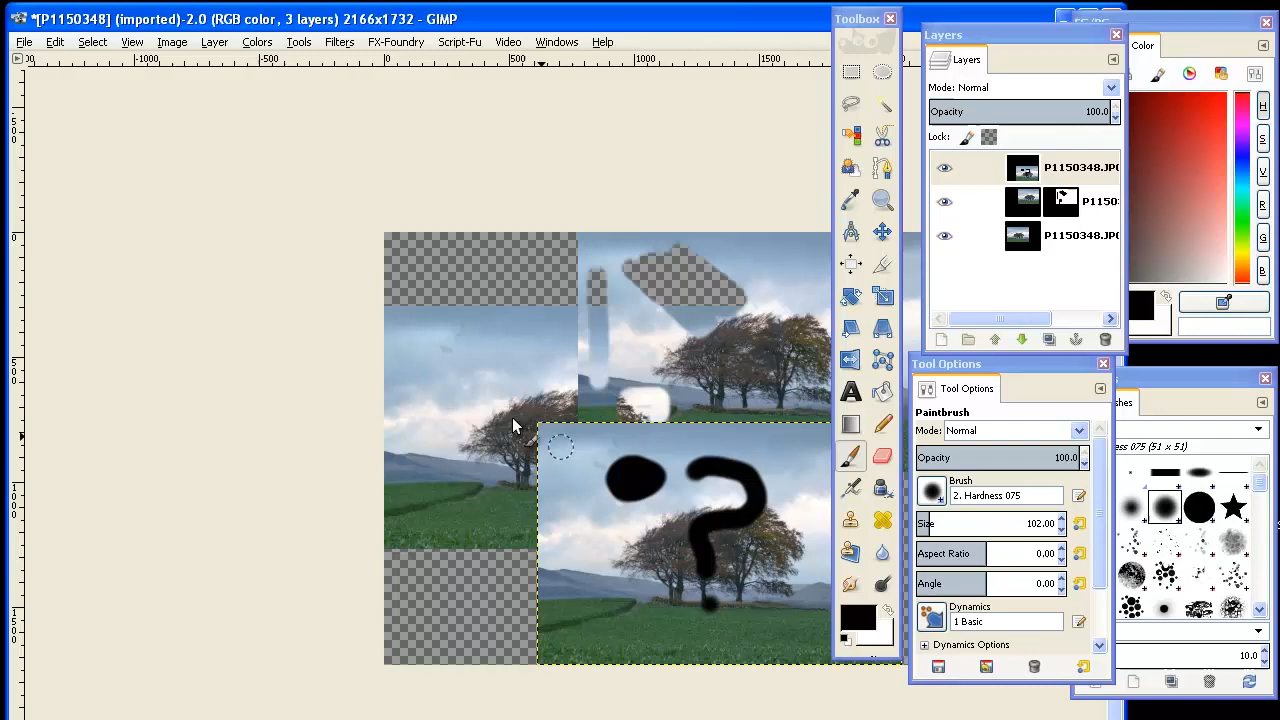 *[P1150348] (imported)-2.0 (RGB color, 3 layers) 2166x1732 - GIMP
File Edit Select View Image Layer Colors Tools Filters FX-Foundry Script-Fu Video Windows Help
-1000 -500 0 500 1000 1500
0
500
1000
1500
Toolbox
Layers
Layers
Mode: Normal
Opacity 100.0
Lock:
P1150348.JPG
P1150:
P1150348.JPG
Color
H
S
V
R
G
B
Tool Options
Tool Options
Paintbrush
Mode: Normal
Opacity 100.0
Brush
2. Hardness 075
Size 102.00
Aspect Ratio 0.00
Angle 0.00
Dynamics
1 Basic
Dynamics Options
075 (51 x 51)
10.0